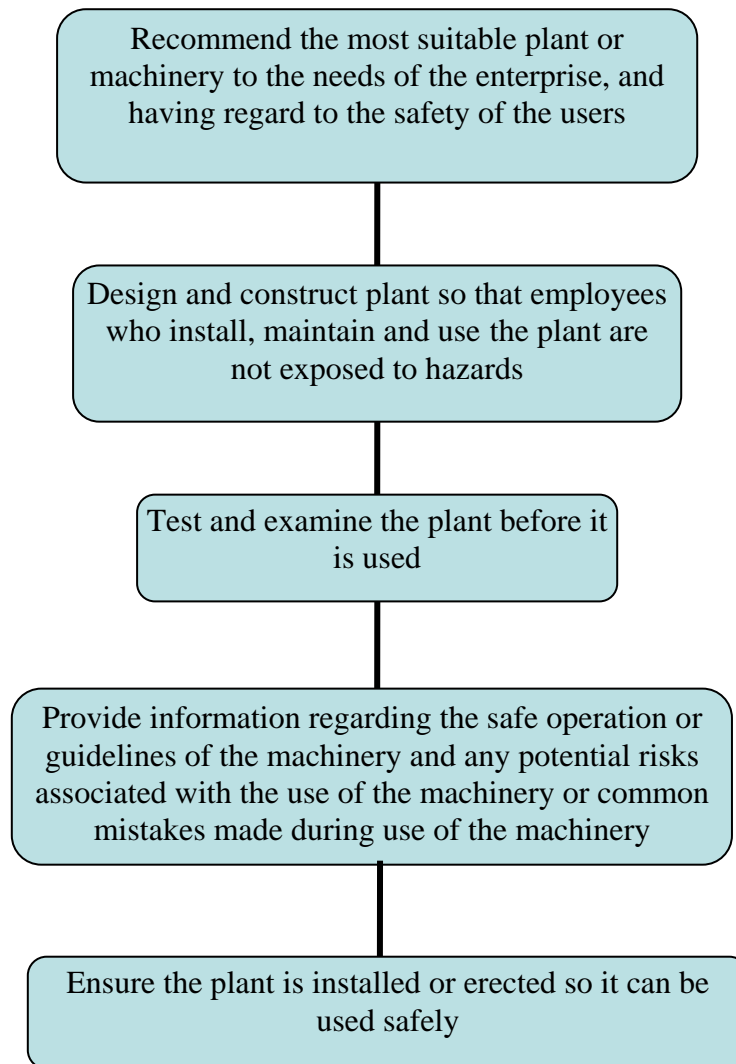 Recommend the most suitable plant or
machinery to the needs of the enterprise, and
having regard to the safety of the users
Design and construct plant so that employees
who install, maintain and use the plant are
not exposed to hazards
Test and examine the plant before it
is used
Provide information regarding the safe operation or
guidelines of the machinery and any potential risks
associated with the use of the machinery or common
mistakes made during use of the machinery
Ensure the plant is installed or erected so it can be
used safely